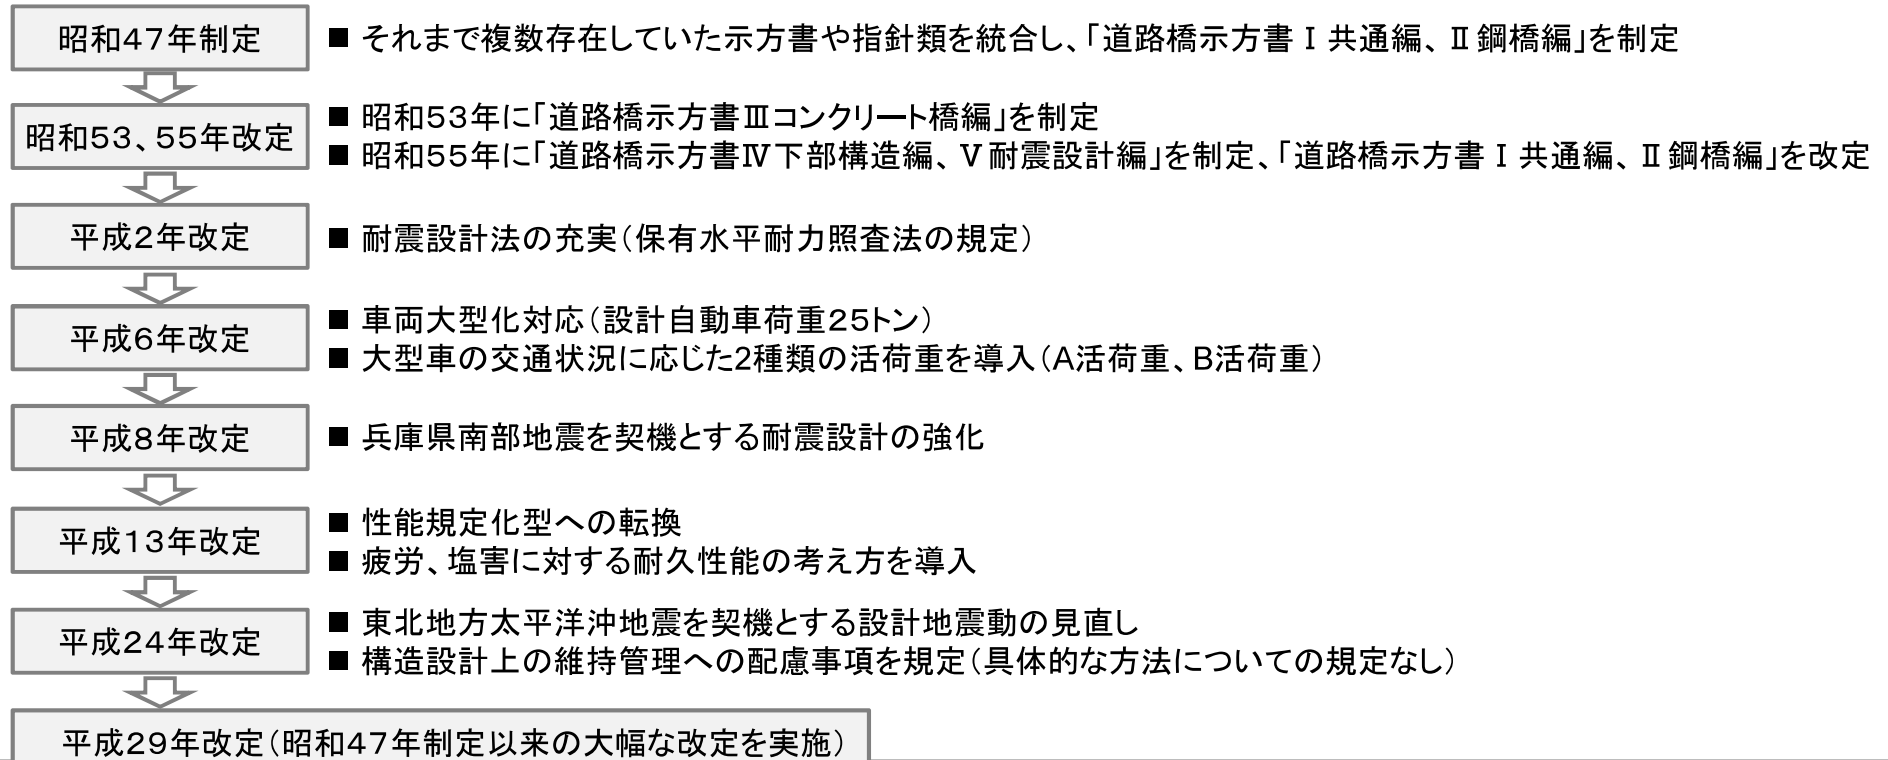 昭和47年制定
■ それまで複数存在していた示方書や指針類を統合し、「道路橋示方書Ⅰ共通編、Ⅱ鋼橋編」を制定
昭和53、55年改定
■ 昭和53年に「道路橋示方書Ⅲコンクリート橋編」を制定
■ 昭和55年に「道路橋示方書Ⅳ下部構造編、Ⅴ耐震設計編」を制定、「道路橋示方書Ⅰ共通編、Ⅱ鋼橋編」を改定
平成2年改定
■ 耐震設計法の充実（保有水平耐力照査法の規定）
平成6年改定
■ 車両大型化対応（設計自動車荷重25トン）
■ 大型車の交通状況に応じた2種類の活荷重を導入（A活荷重、B活荷重）
平成8年改定
■ 兵庫県南部地震を契機とする耐震設計の強化
平成13年改定
■ 性能規定化型への転換
■ 疲労、塩害に対する耐久性能の考え方を導入
平成24年改定
■ 東北地方太平洋沖地震を契機とする設計地震動の見直し
■ 構造設計上の維持管理への配慮事項を規定（具体的な方法についての規定なし）
平成29年改定（昭和47年制定以来の大幅な改定を実施）